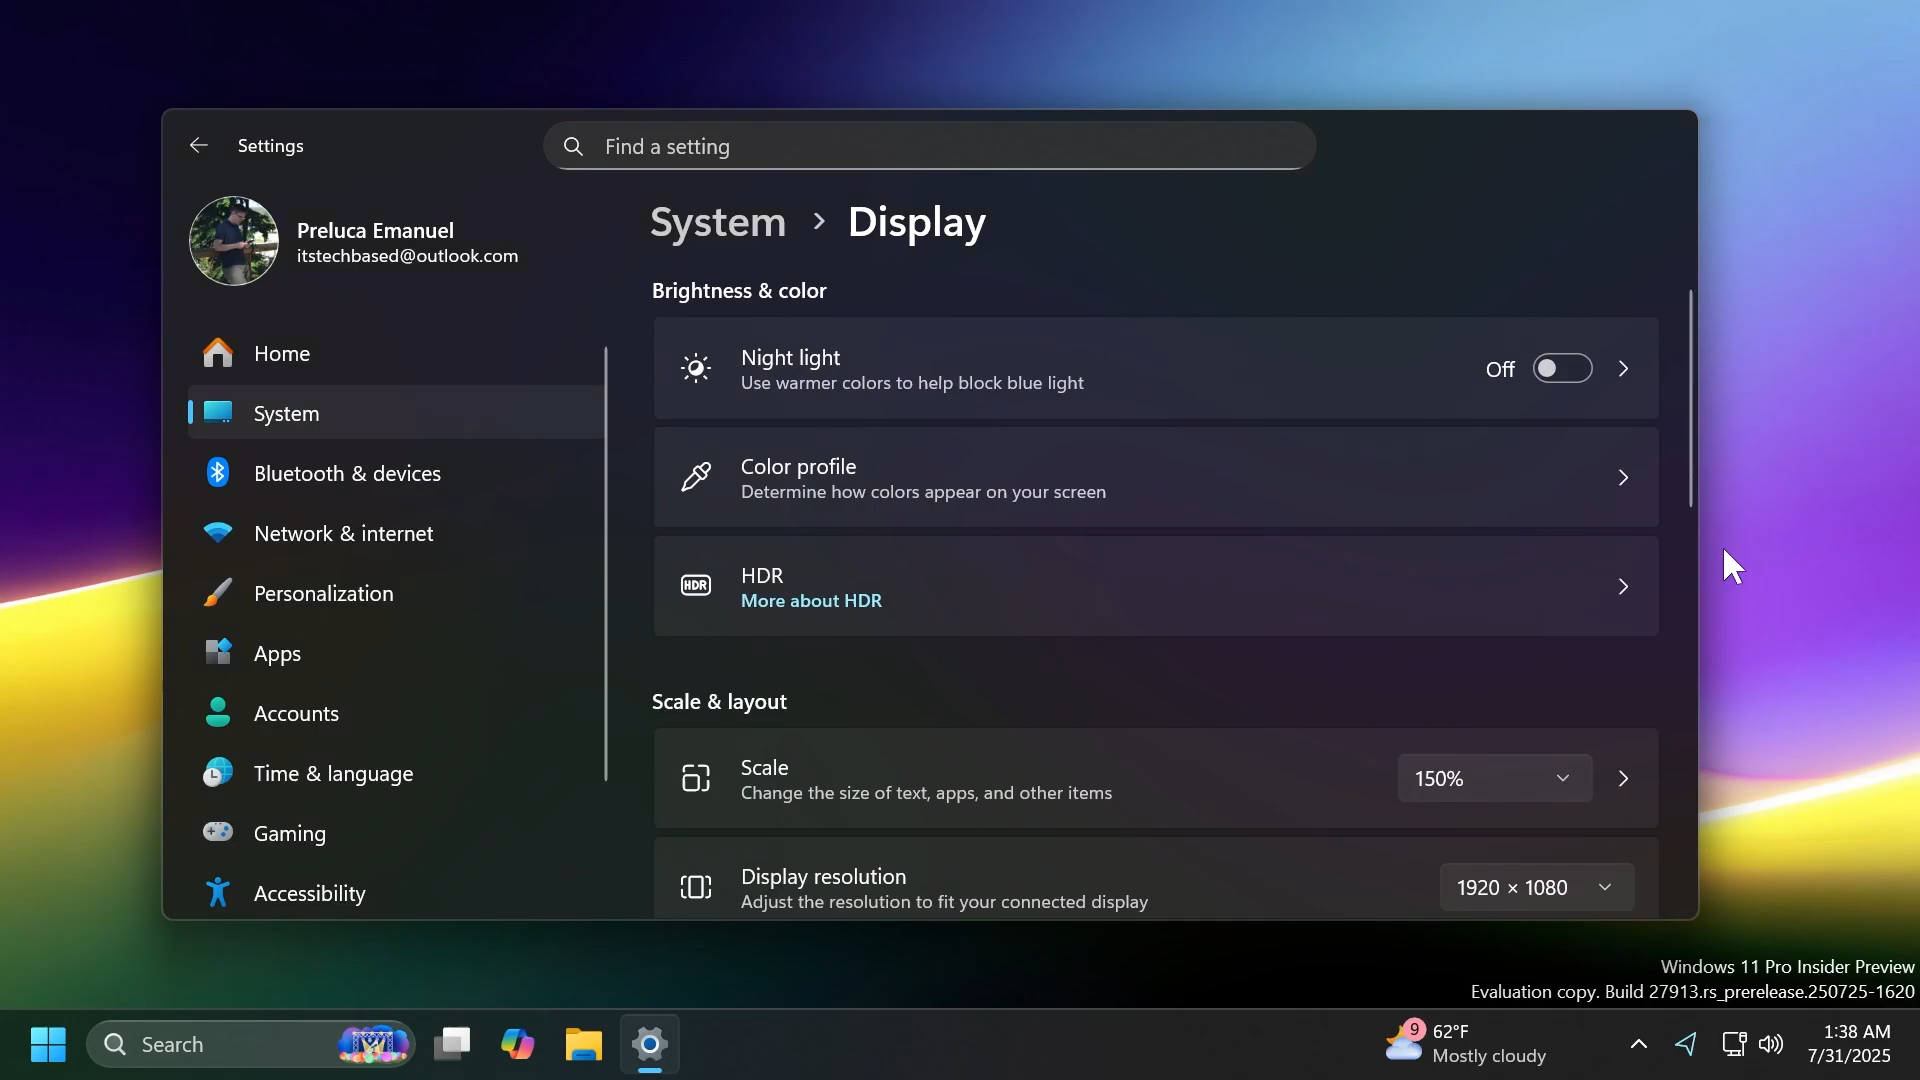 Settings
Find a setting
Preluca Emanuel
itstechbased@outlook.com
Home
System
Bluetooth & devices
Network & internet
Personalization
Apps
Accounts
Time & language
Gaming
Accessibility
System › Display
Brightness & color
Night light
Use warmer colors to help block blue light
Off
Color profile
Determine how colors appear on your screen
HDR
HDR
More about HDR
Scale & layout
Scale
Change the size of text, apps, and other items
150%
Display resolution
Adjust the resolution to fit your connected display
1920 × 1080
Windows 11 Pro Insider Preview
Evaluation copy. Build 27913.rs_prerelease.250725-1620
Search
9
62°F
Mostly cloudy
1:38 AM
7/31/2025